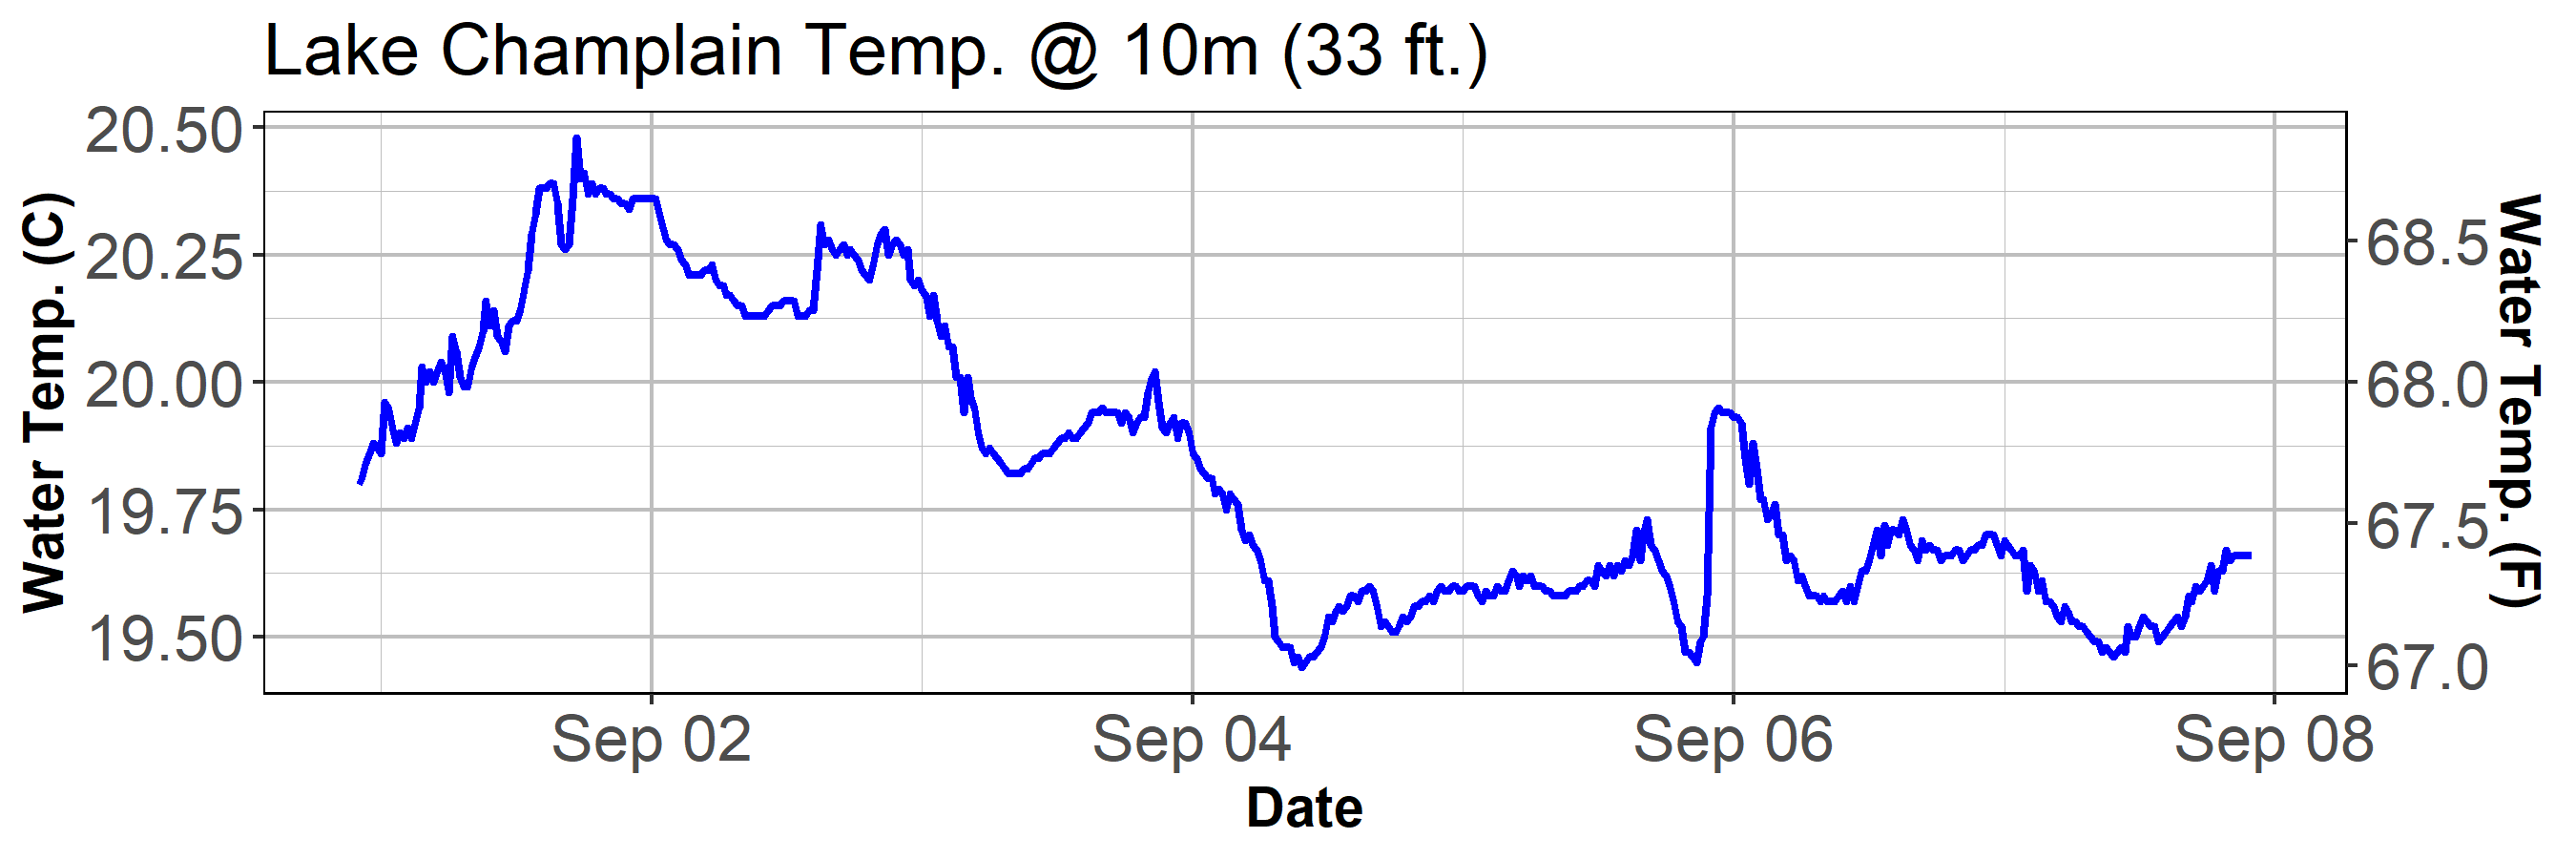 Lake Champlain Temp. @ 10m (33 ft.)
Water Temp. (C)
20.50
20.25
20.00
19.75
19.50
68.5
68.0
67.5
67.0
Water Temp. (F)
Sep 02
Sep 04
Sep 06
Sep 08
Date